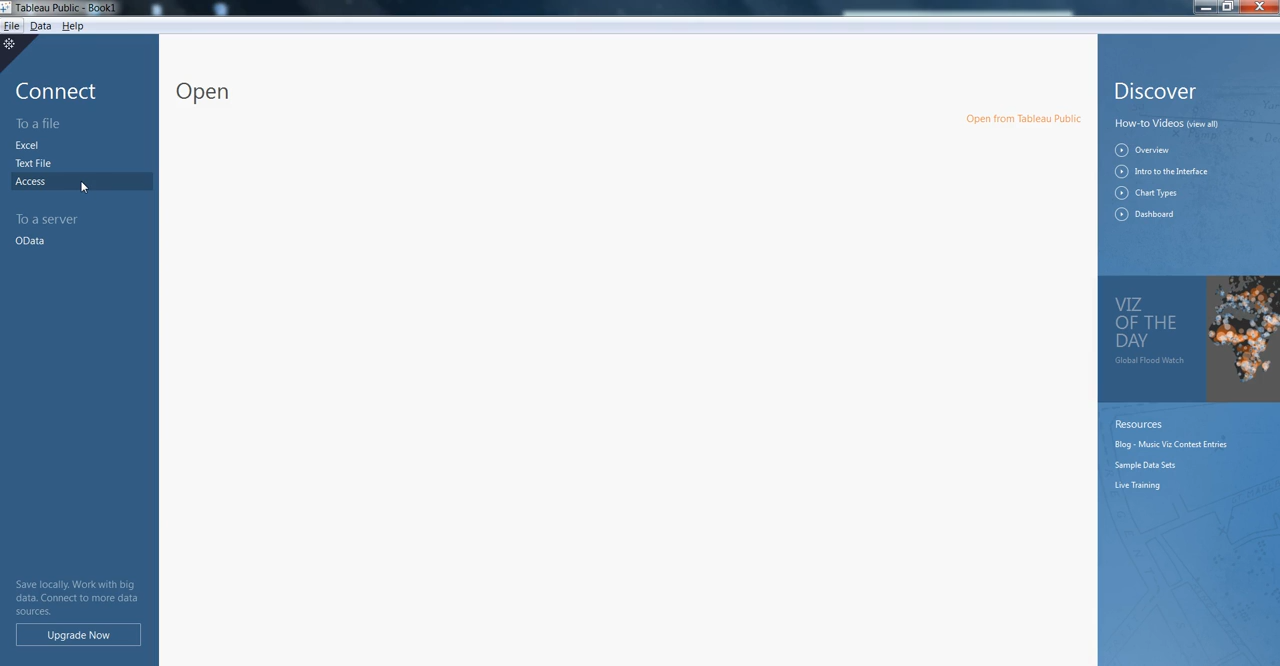 Tableau Public - Book1
File Data Help
Connect
To a file
Excel
Text File
Access
To a server
OData
Save locally. Work with big
data. Connect to more data
sources.
Upgrade Now
Open
Open from Tableau Public
Discover
How-to Videos (view all)
Overview
Intro to the Interface
Chart Types
Dashboard
VIZ
OF THE
DAY
Global Flood Watch
Resources
Blog - Music Viz Contest Entries
Sample Data Sets
Live Training